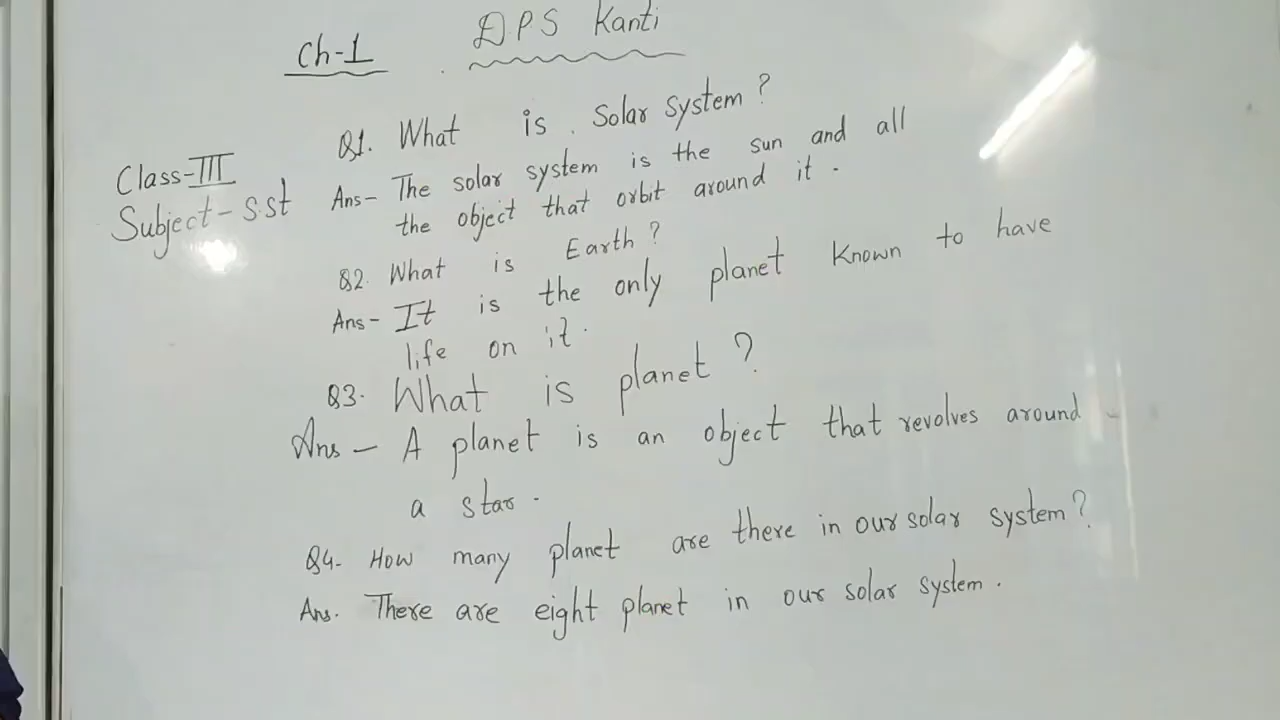 Ch-1
DPS Kanti
Class-III
Subject- S.st
Q1. What is Solar System?
Ans- The solar system is the sun and all
the object that orbit around it.
Q2. What is Earth?
Ans- It is the only planet known to have
life on it.
Q3. What is planet?
Ans - A planet is an object that revolves around
a star.
Q4- How many planet are there in our solar system?
Ans. There are eight planet in our solar system.